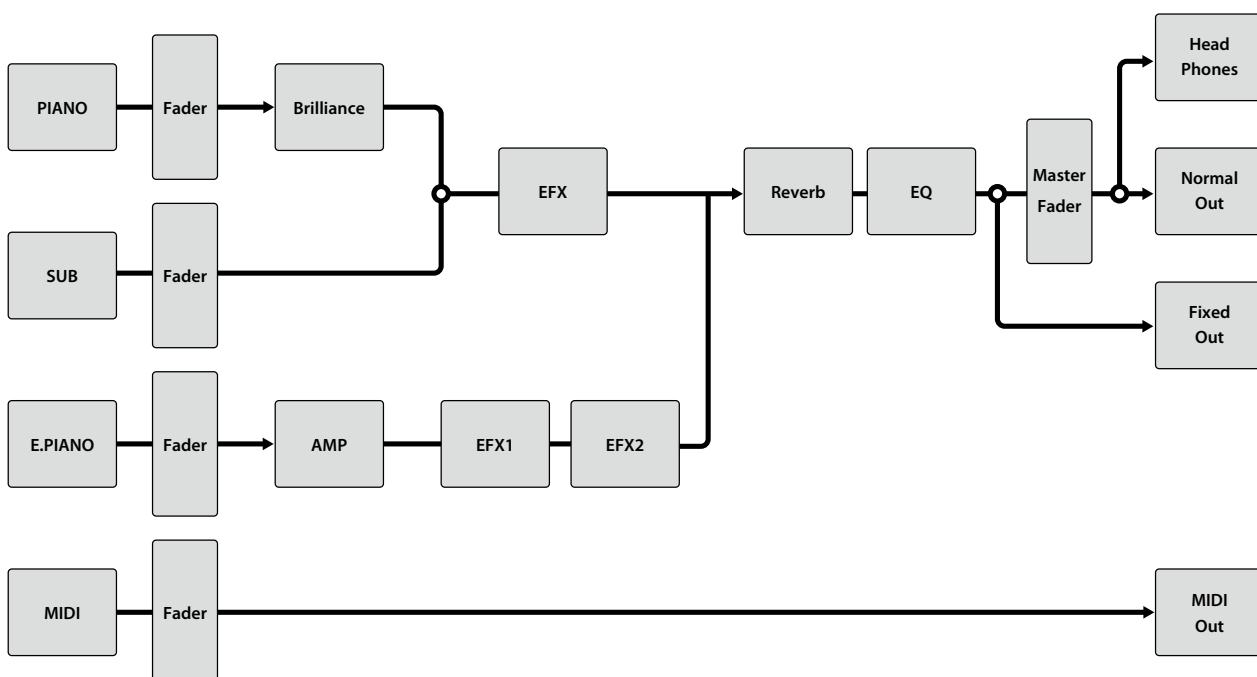 PIANO
Fader
Brilliance
SUB
Fader
EFX
Reverb
EQ
Master
Fader
Head
Phones
Normal
Out
Fixed
Out
E.PIANO
Fader
AMP
EFX1
EFX2
MIDI
Fader
MIDI
Out